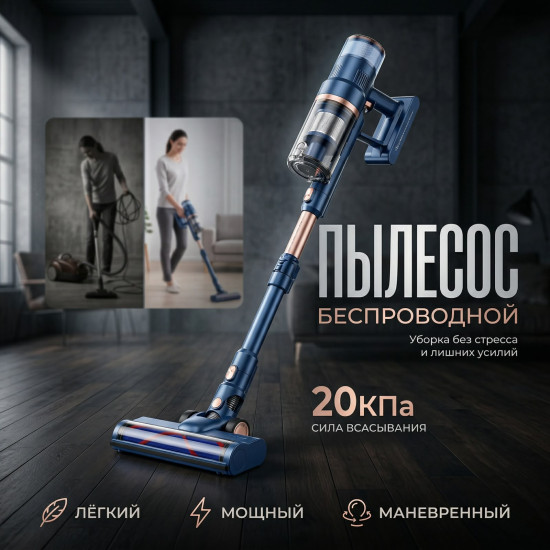 ПЫЛЕСОС
БЕСПРОВОДНОЙ
Уборка без стресса
и лишних усилий
20кПа
СИЛА ВСАСЫВАНИЯ
ЛЁГКИЙ
МОЩНЫЙ
МАНЕВРЕННЫЙ